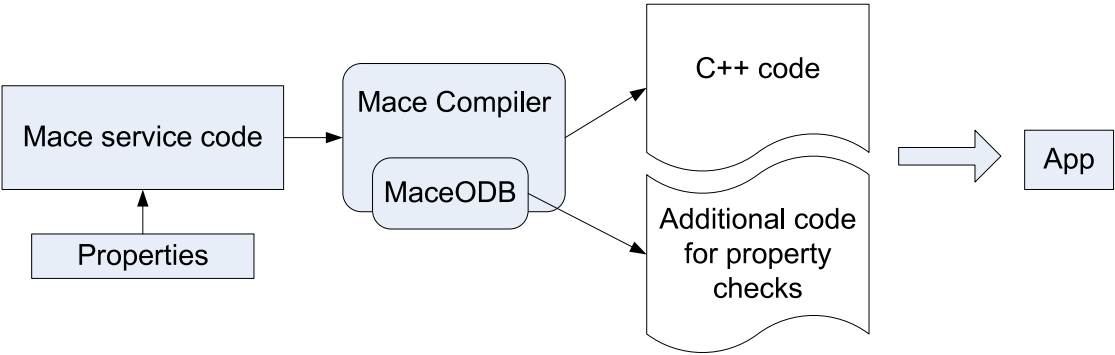 Mace service code
Properties
Mace Compiler
MaceODB
C++ code
Additional code
for property
checks
App